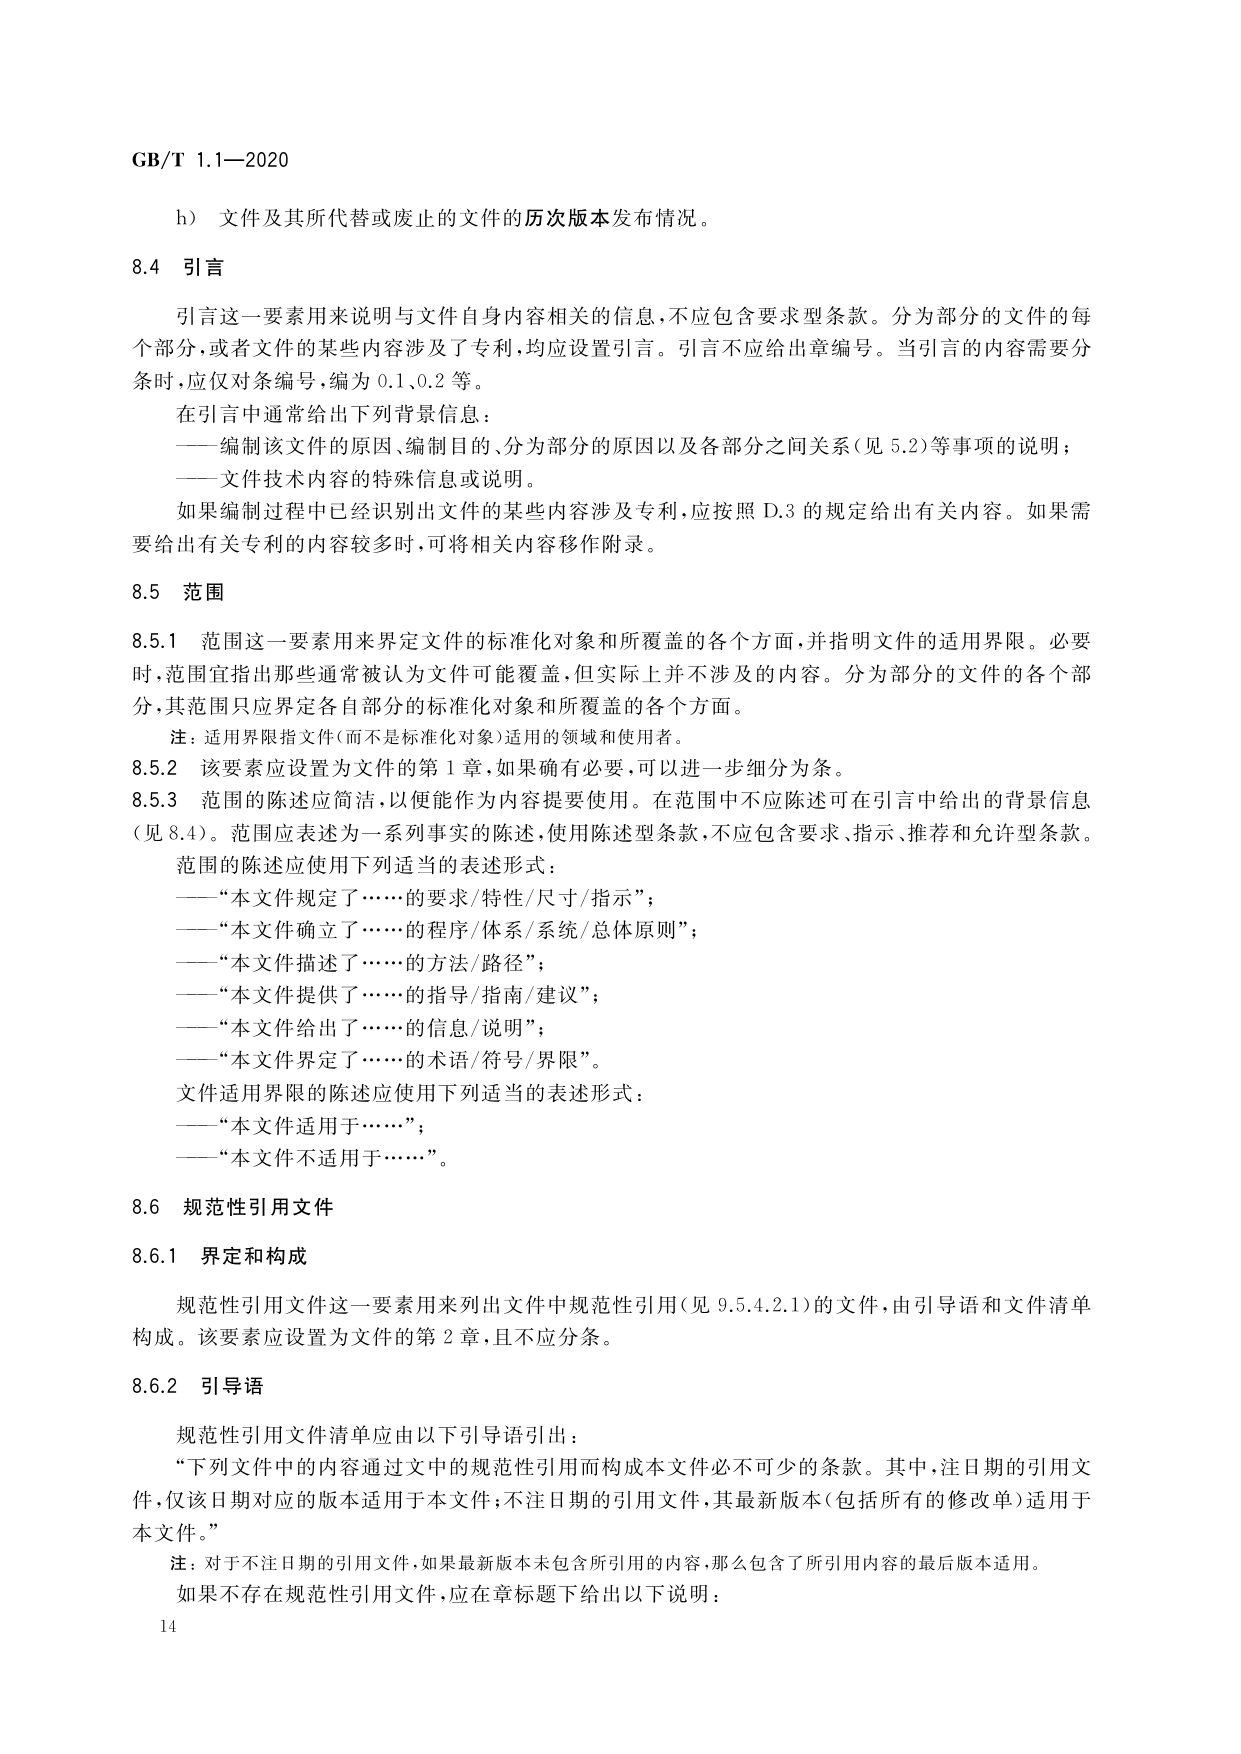 GB/T 1.1—2020
h） 文件及其所代替或废止的文件的历次版本发布情况。
8.4 引言
引言这一要素用来说明与文件自身内容相关的信息,不应包含要求型条款。分为部分的文件的每
个部分,或者文件的某些内容涉及了专利,均应设置引言。引言不应给出章编号。当引言的内容需要分
条时,应仅对条编号,编为 0.1、0.2 等。
在引言中通常给出下列背景信息:
——编制该文件的原因、编制目的、分为部分的原因以及各部分之间关系(见 5.2)等事项的说明;
——文件技术内容的特殊信息或说明。
如果编制过程中已经识别出文件的某些内容涉及专利,应按照 D.3 的规定给出有关内容。如果需
要给出有关专利的内容较多时,可将相关内容移作附录。
8.5 范围
8.5.1 范围这一要素用来界定文件的标准化对象和所覆盖的各个方面,并指明文件的适用界限。必要
时,范围宜指出那些通常被认为文件可能覆盖,但实际上并不涉及的内容。分为部分的文件的各个部
分,其范围只应界定各自部分的标准化对象和所覆盖的各个方面。
注: 适用界限指文件(而不是标准化对象)适用的领域和使用者。
8.5.2 该要素应设置为文件的第 1 章,如果确有必要,可以进一步细分为条。
8.5.3 范围的陈述应简洁,以便能作为内容提要使用。在范围中不应陈述可在引言中给出的背景信息
(见 8.4)。范围应表述为一系列事实的陈述,使用陈述型条款,不应包含要求、指示、推荐和允许型条款。
范围的陈述应使用下列适当的表述形式:
——“本文件规定了……的要求/特性/尺寸/指示”;
——“本文件确立了……的程序/体系/系统/总体原则”;
——“本文件描述了……的方法/路径”;
——“本文件提供了……的指导/指南/建议”;
——“本文件给出了……的信息/说明”;
——“本文件界定了……的术语/符号/界限”。
文件适用界限的陈述应使用下列适当的表述形式:
——“本文件适用于……”;
——“本文件不适用于……”。
8.6 规范性引用文件
8.6.1 界定和构成
规范性引用文件这一要素用来列出文件中规范性引用(见 9.5.4.2.1)的文件,由引导语和文件清单
构成。该要素应设置为文件的第 2 章,且不应分条。
8.6.2 引导语
规范性引用文件清单应由以下引导语引出:
“下列文件中的内容通过文中的规范性引用而构成本文件必不可少的条款。其中,注日期的引用文
件,仅该日期对应的版本适用于本文件;不注日期的引用文件,其最新版本(包括所有的修改单)适用于
本文件。”
注: 对于不注日期的引用文件,如果最新版本未包含所引用的内容,那么包含了所引用内容的最后版本适用。
如果不存在规范性引用文件,应在章标题下给出以下说明:
14